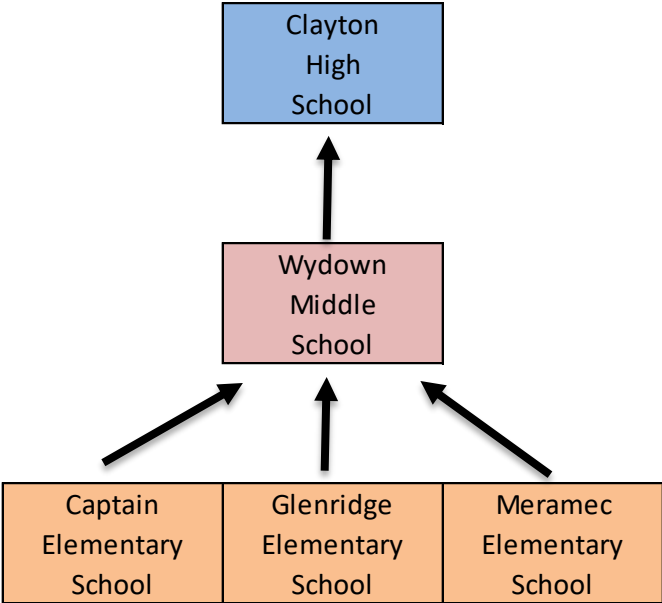 Clayton
High
School
Wydown
Middle
School
Captain
Elementary
School
Glenridge
Elementary
School
Meramec
Elementary
School